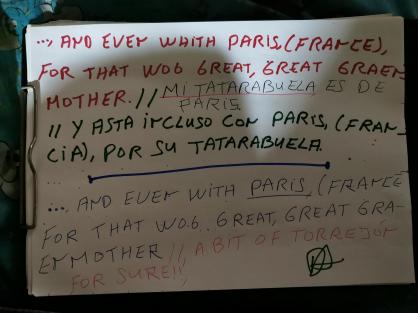 ..., AND EVEN WHITH PARIS, (FRANCE),
FOR THAT WOB GREAT, GREAT GRAEN
MOTHER. // MI TATARABUELA ES DE
PARIS.
// Y ASTA INCLUSO CON PARIS, (FRAN-
CIA), POR SU TATARABUELA.
..., AND EVEN WITH PARIS, (FRANCE
FOR THAT WOB. GREAT, GREAT GRA-
ENMOTHER //, A BIT OF TORREJON
FOR SURE!!,